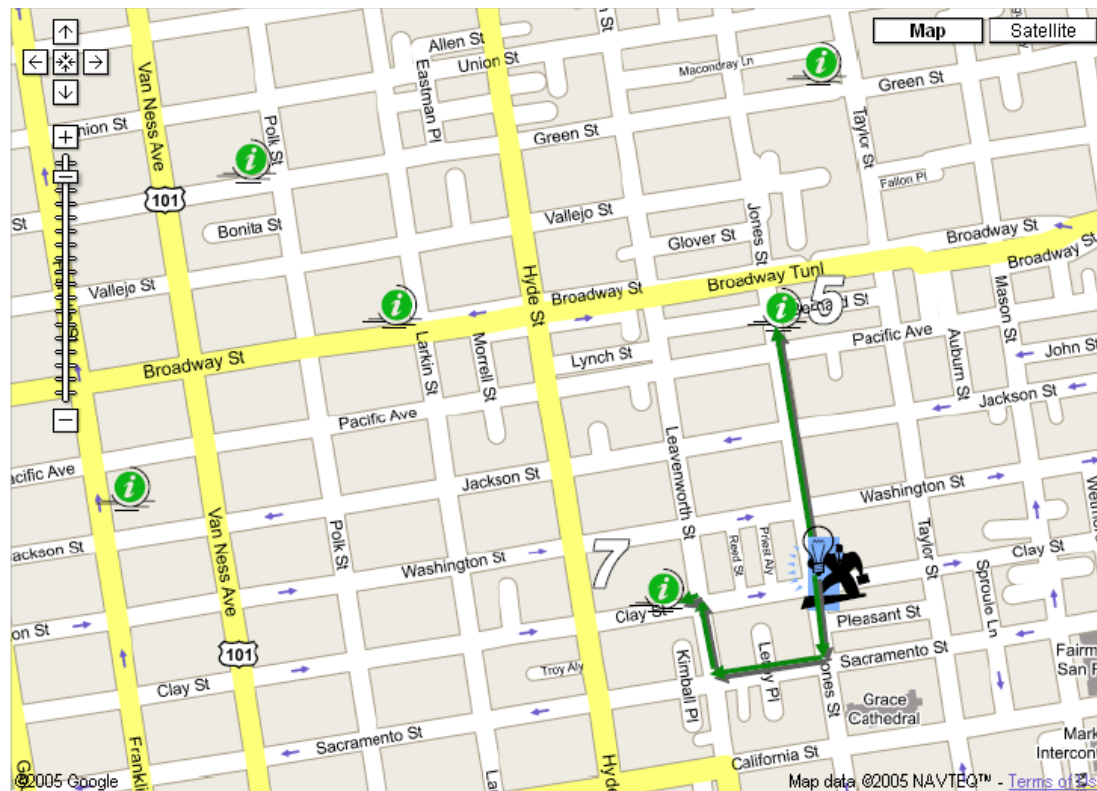 Allen St
Union St
Map
Satellite
Van Ness Ave
Eastman Pl
Macondray Ln
Green St
Union St
Polk St
Green St
Taylor St
101
Fallon Pl
Bonita St
Vallejo St
Jones St
Glover St
Broadway St
Broadway St
Broadway Tunl
Vallejo St
Hyde St
Broadway St
5
Mason St
Pacific Ave
Auburn St
John St
Larkin St
Morrell St
Lynch St
Broadway St
Jackson St
Pacific Ave
Leavenworth St
Jackson St
Washington St
Van Ness Ave
Polk St
Jackson St
Washington St
7
Reed St
Priest Aly
Taylor St
Clay St
Sproule Ln
Clay St
Pleasant St
101
Troy Aly
Kimball Pl
Sacramento St
Jones St
Clay St
Grace
Cathedral
Sacramento St
California St
Franklin
Hyde
©2005 Google
Map data ©2005 NAVTEQ™ - Terms of Us